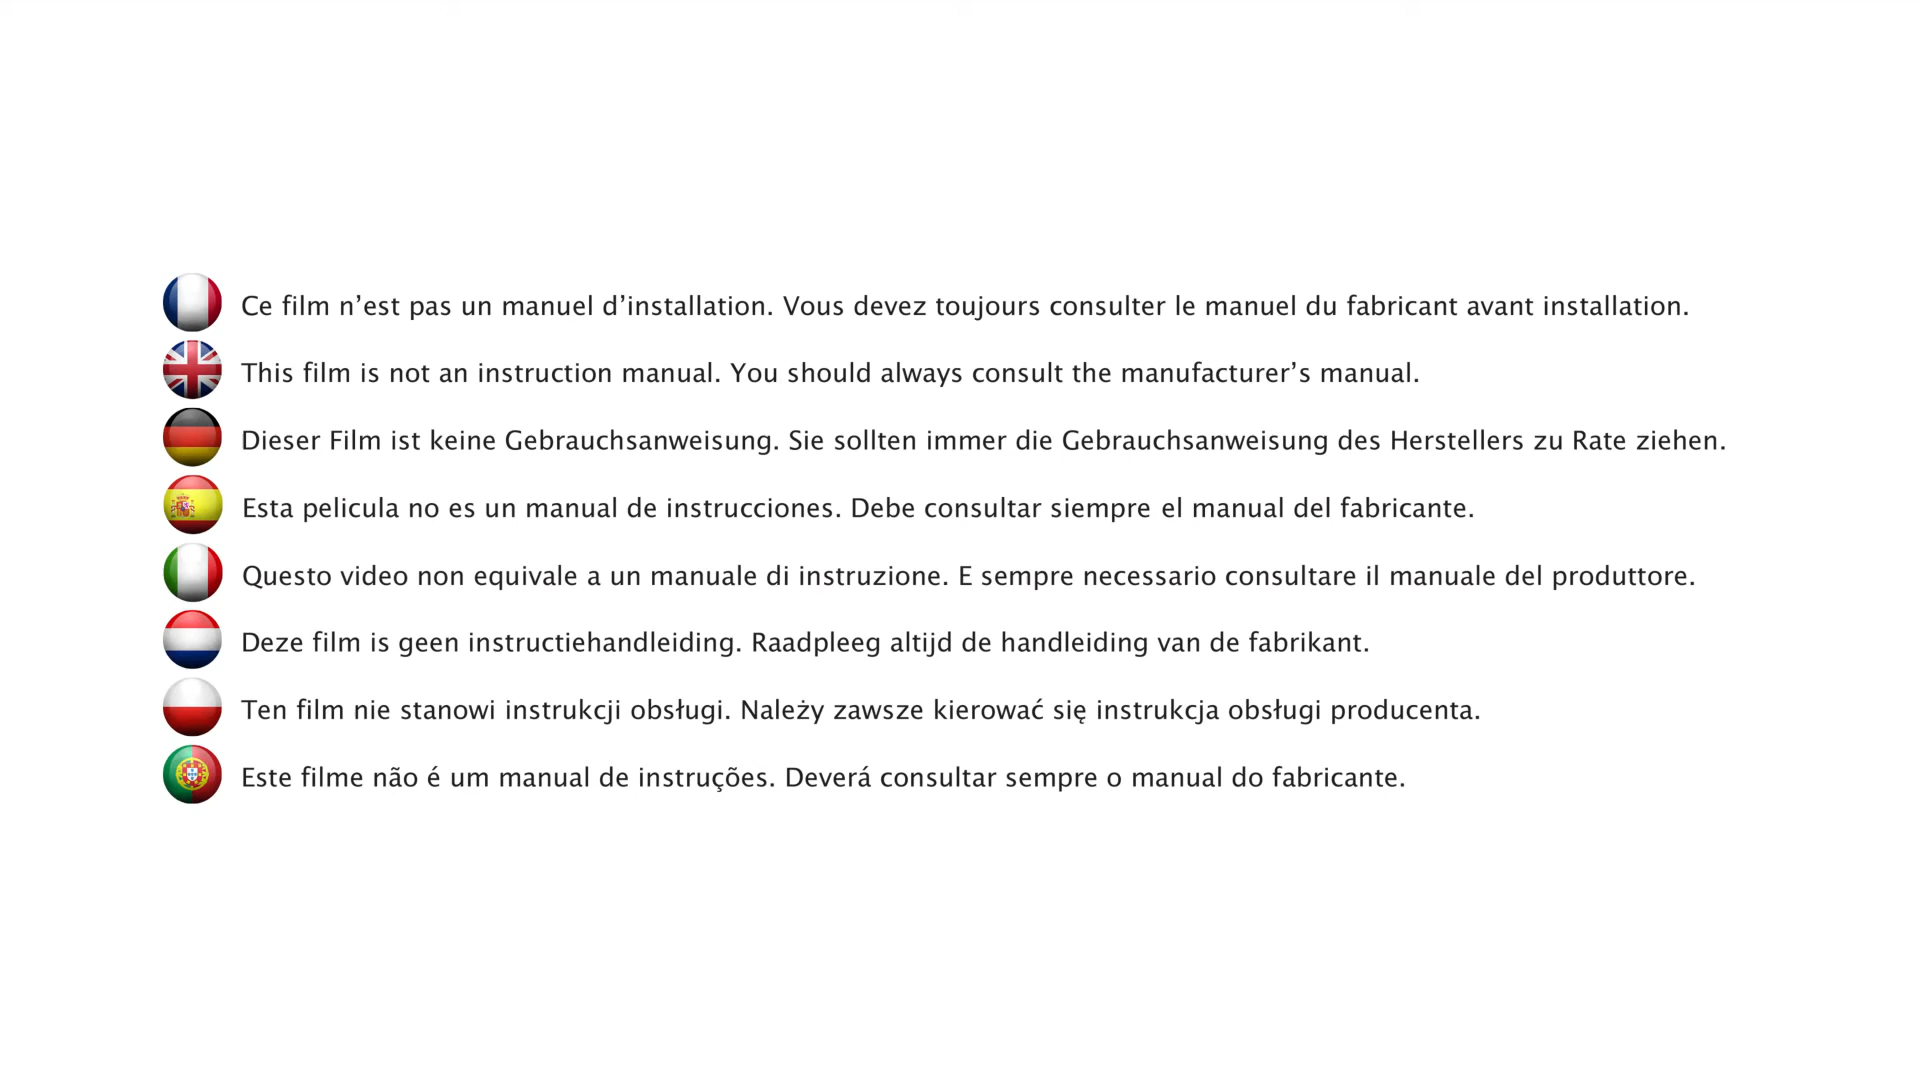 Ce film n’est pas un manuel d’installation. Vous devez toujours consulter le manuel du fabricant avant installation.
This film is not an instruction manual. You should always consult the manufacturer’s manual.
Dieser Film ist keine Gebrauchsanweisung. Sie sollten immer die Gebrauchsanweisung des Herstellers zu Rate ziehen.
Esta pelicula no es un manual de instrucciones. Debe consultar siempre el manual del fabricante.
Questo video non equivale a un manuale di instruzione. E sempre necessario consultare il manuale del produttore.
Deze film is geen instructiehandleiding. Raadpleeg altijd de handleiding van de fabrikant.
Ten film nie stanowi instrukcji obsługi. Należy zawsze kierować się instrukcja obsługi producenta.
Este filme não é um manual de instruções. Deverá consultar sempre o manual do fabricante.